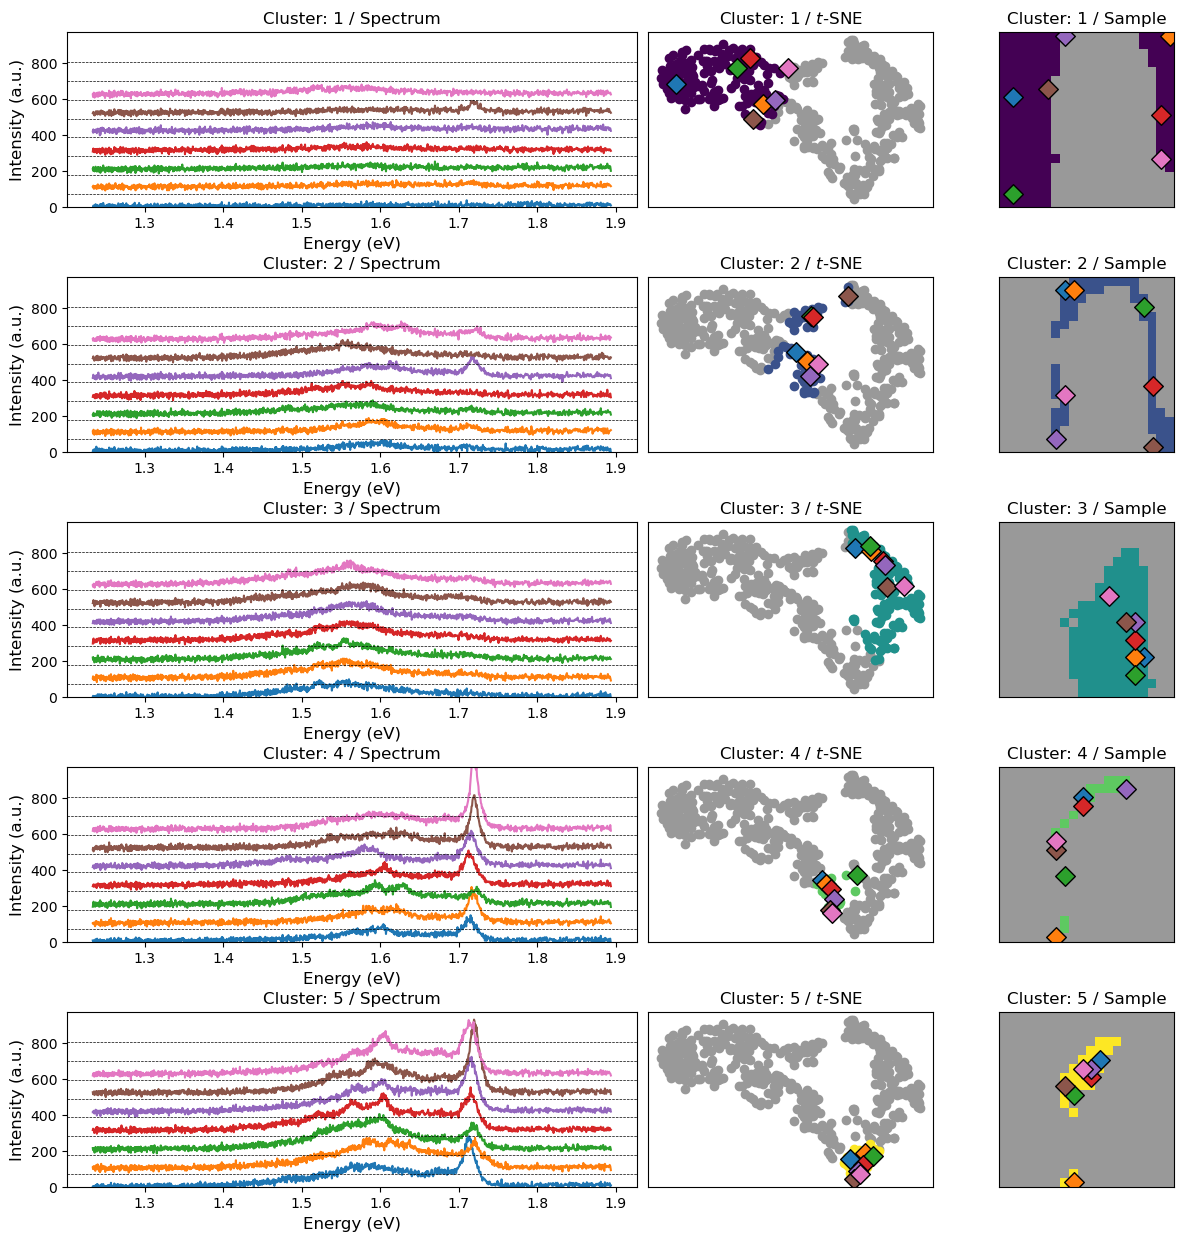 Cluster: 1 / Spectrum
Cluster: 1 / t-SNE
Cluster: 1 / Sample
Intensity (a.u.)
800
600
400
200
0
1.3 1.4 1.5 1.6 1.7 1.8 1.9
Energy (eV)
Cluster: 2 / Spectrum
Cluster: 2 / t-SNE
Cluster: 2 / Sample
Intensity (a.u.)
800
600
400
200
0
1.3 1.4 1.5 1.6 1.7 1.8 1.9
Energy (eV)
Cluster: 3 / Spectrum
Cluster: 3 / t-SNE
Cluster: 3 / Sample
Intensity (a.u.)
800
600
400
200
0
1.3 1.4 1.5 1.6 1.7 1.8 1.9
Energy (eV)
Cluster: 4 / Spectrum
Cluster: 4 / t-SNE
Cluster: 4 / Sample
Intensity (a.u.)
800
600
400
200
0
1.3 1.4 1.5 1.6 1.7 1.8 1.9
Energy (eV)
Cluster: 5 / Spectrum
Cluster: 5 / t-SNE
Cluster: 5 / Sample
Intensity (a.u.)
800
600
400
200
0
1.3 1.4 1.5 1.6 1.7 1.8 1.9
Energy (eV)